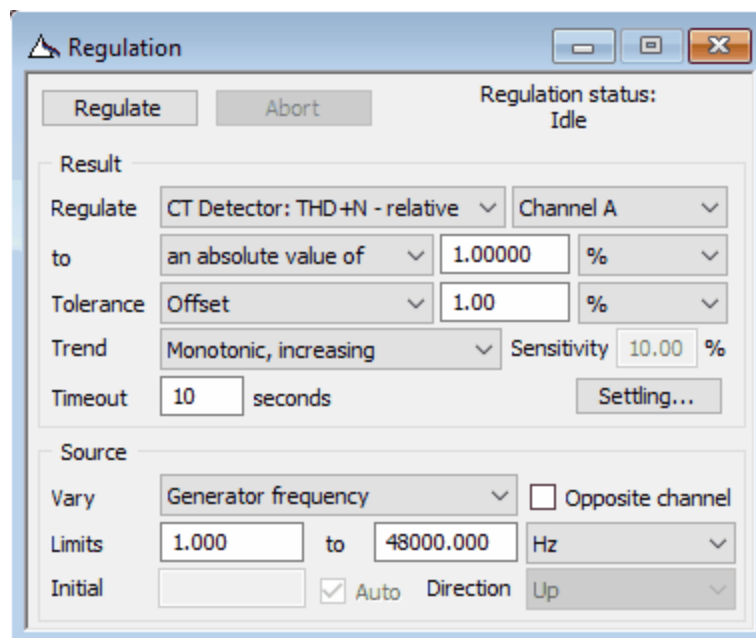 Regulation
Regulate Abort Regulation status:
Idle
Result
Regulate CT Detector: THD+N - relative Channel A
to an absolute value of 1.00000 %
Tolerance Offset 1.00 %
Trend Monotonic, increasing Sensitivity 10.00 %
Timeout 10 seconds Settling...
Source
Vary Generator frequency Opposite channel
Limits 1.000 to 48000.000 Hz
Initial Auto Direction Up